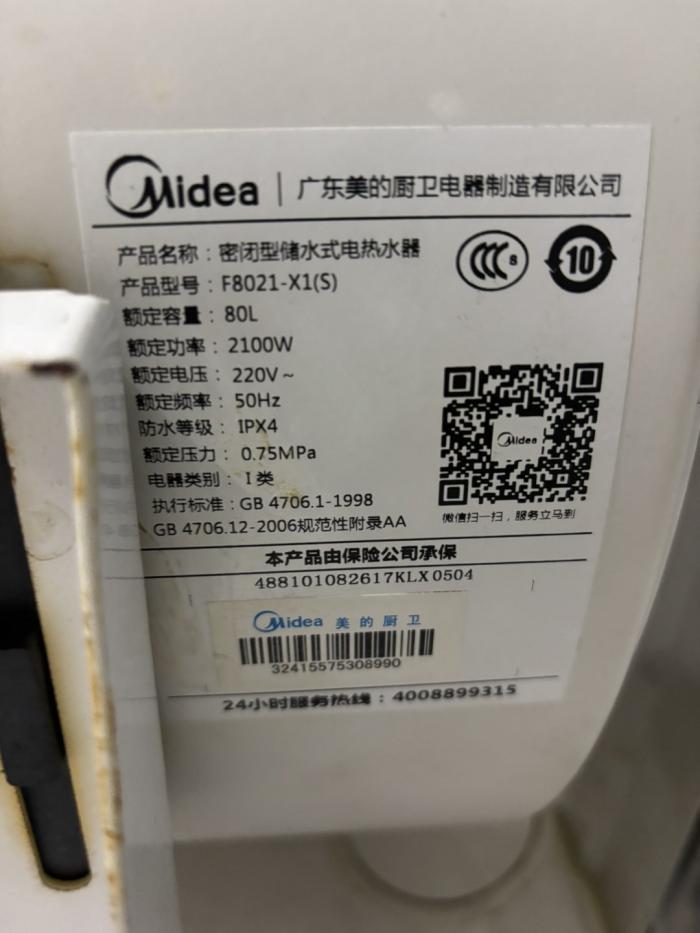 Midea | 广东美的厨卫电器制造有限公司
产品名称：密闭型储水式电热水器
产品型号：F8021-X1(S)
额定容量：80L
额定功率：2100W
额定电压：220V～
额定频率：50Hz
防水等级：IPX4
额定压力：0.75MPa
电器类别：I 类
执行标准：GB 4706.1-1998
GB 4706.12-2006规范性附录AA
CCC S
10
Midea
微信扫一扫，服务立马到
本产品由保险公司承保
488101082617KLX0504
Midea 美的厨卫
32415575308990
24小时服务热线：4008899315